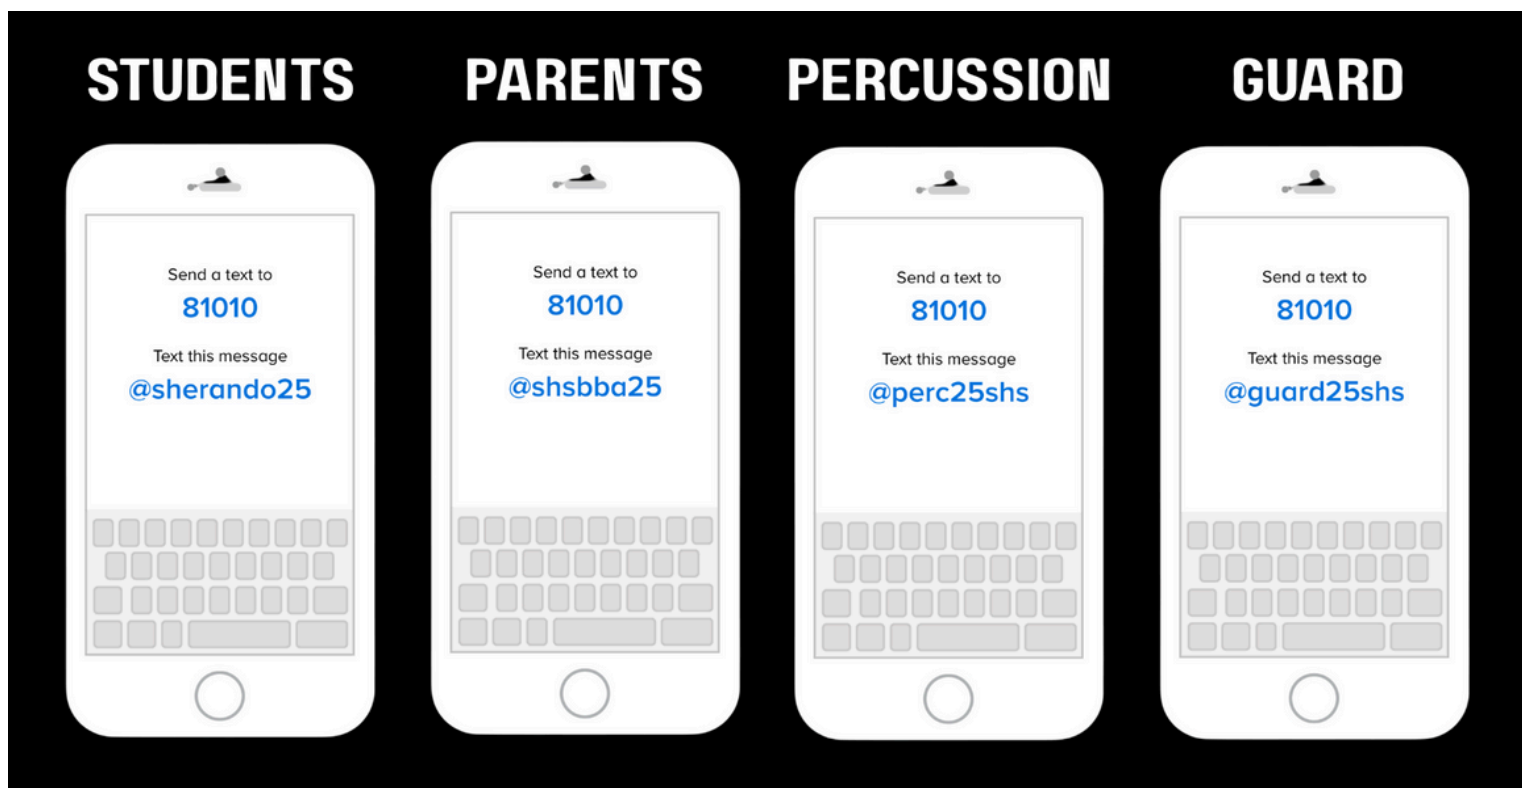 STUDENTS
Send a text to
81010
Text this message
@sherando25
PARENTS
Send a text to
81010
Text this message
@shsbba25
PERCUSSION
Send a text to
81010
Text this message
@perc25shs
GUARD
Send a text to
81010
Text this message
@guard25shs